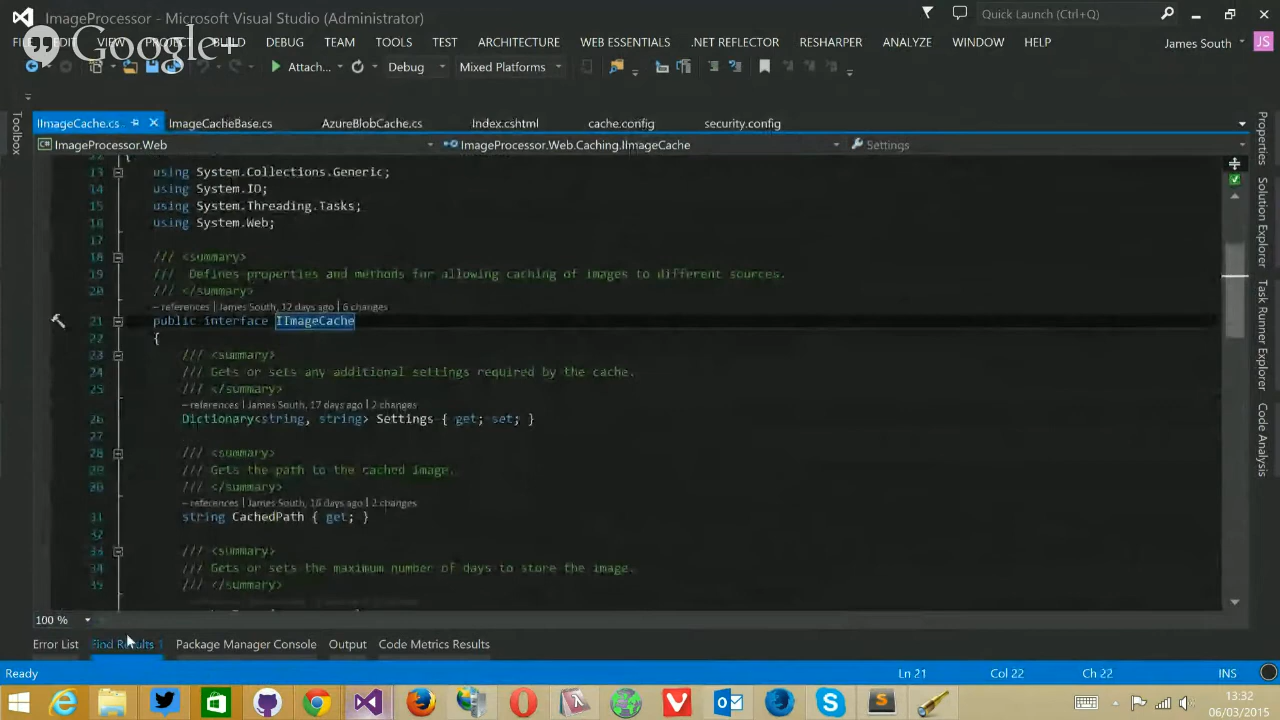 ImageProcessor - Microsoft Visual Studio (Administrator)
Quick Launch (Ctrl+Q)
Google+
EDIT VIEW PROJECT BUILD DEBUG TEAM TOOLS TEST ARCHITECTURE WEB ESSENTIALS .NET REFLECTOR RESHARPER ANALYZE WINDOW HELP
James South JS
Attach... Debug Mixed Platforms
Toolbox
IImageCache.cs ImageCacheBase.cs AzureBlobCache.cs Index.cshtml cache.config security.config
ImageProcessor.Web ImageProcessor.Web.Caching.IImageCache Settings
13 using System.Collections.Generic;
14 using System.IO;
15 using System.Threading.Tasks;
16 using System.Web;
17
18 /// <summary>
19 /// Defines properties and methods for allowing caching of images to different sources.
20 /// </summary>
– references | James South, 12 days ago | 6 changes
21 public interface IImageCache
22 {
23 /// <summary>
24 /// Gets or sets any additional settings required by the cache.
25 /// </summary>
– references | James South, 17 days ago | 2 changes
26 Dictionary<string, string> Settings { get; set; }
27
28 /// <summary>
29 /// Gets the path to the cached image.
30 /// </summary>
– references | James South, 16 days ago | 2 changes
31 string CachedPath { get; }
32
33 /// <summary>
34 /// Gets or sets the maximum number of days to store the image.
/// </summary>
Properties
Solution Explorer
Task Runner Explorer
Code Analysis
100 %
Error List Find Results 1 Package Manager Console Output Code Metrics Results
Ready Ln 21 Col 22 Ch 22 INS
13:32
06/03/2015